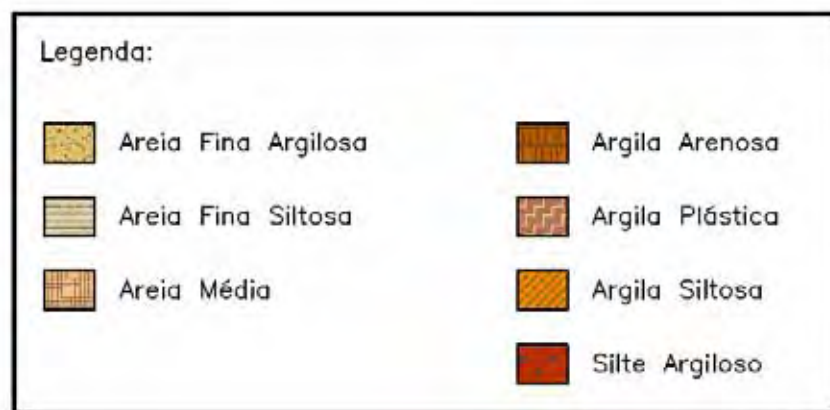 Legenda:
Areia Fina Argilosa
Areia Fina Siltosa
Areia Média
Argila Arenosa
Argila Plástica
Argila Siltosa
Silte Argiloso